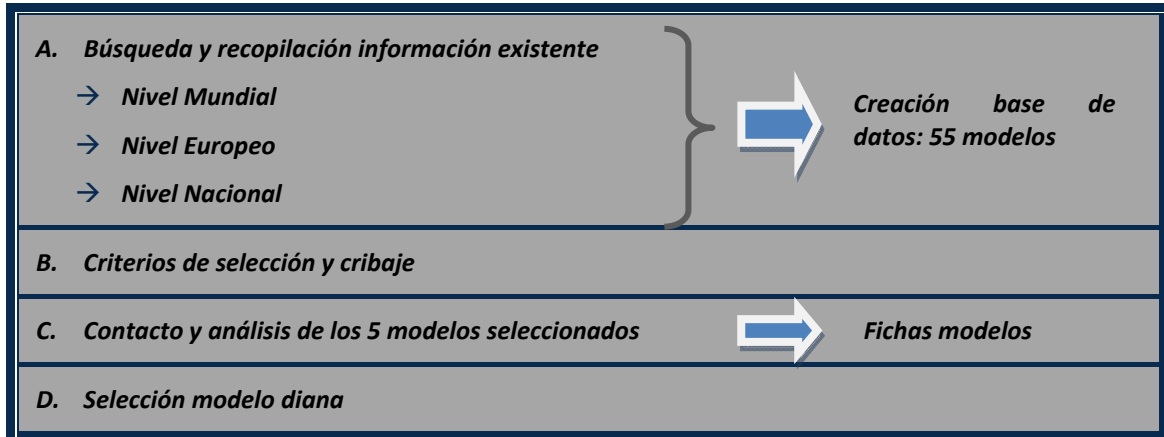 A. Búsqueda y recopilación información existente
→ Nivel Mundial
→ Nivel Europeo
→ Nivel Nacional
Creación base de
datos: 55 modelos
B. Criterios de selección y cribaje
C. Contacto y análisis de los 5 modelos seleccionados
Fichas modelos
D. Selección modelo diana